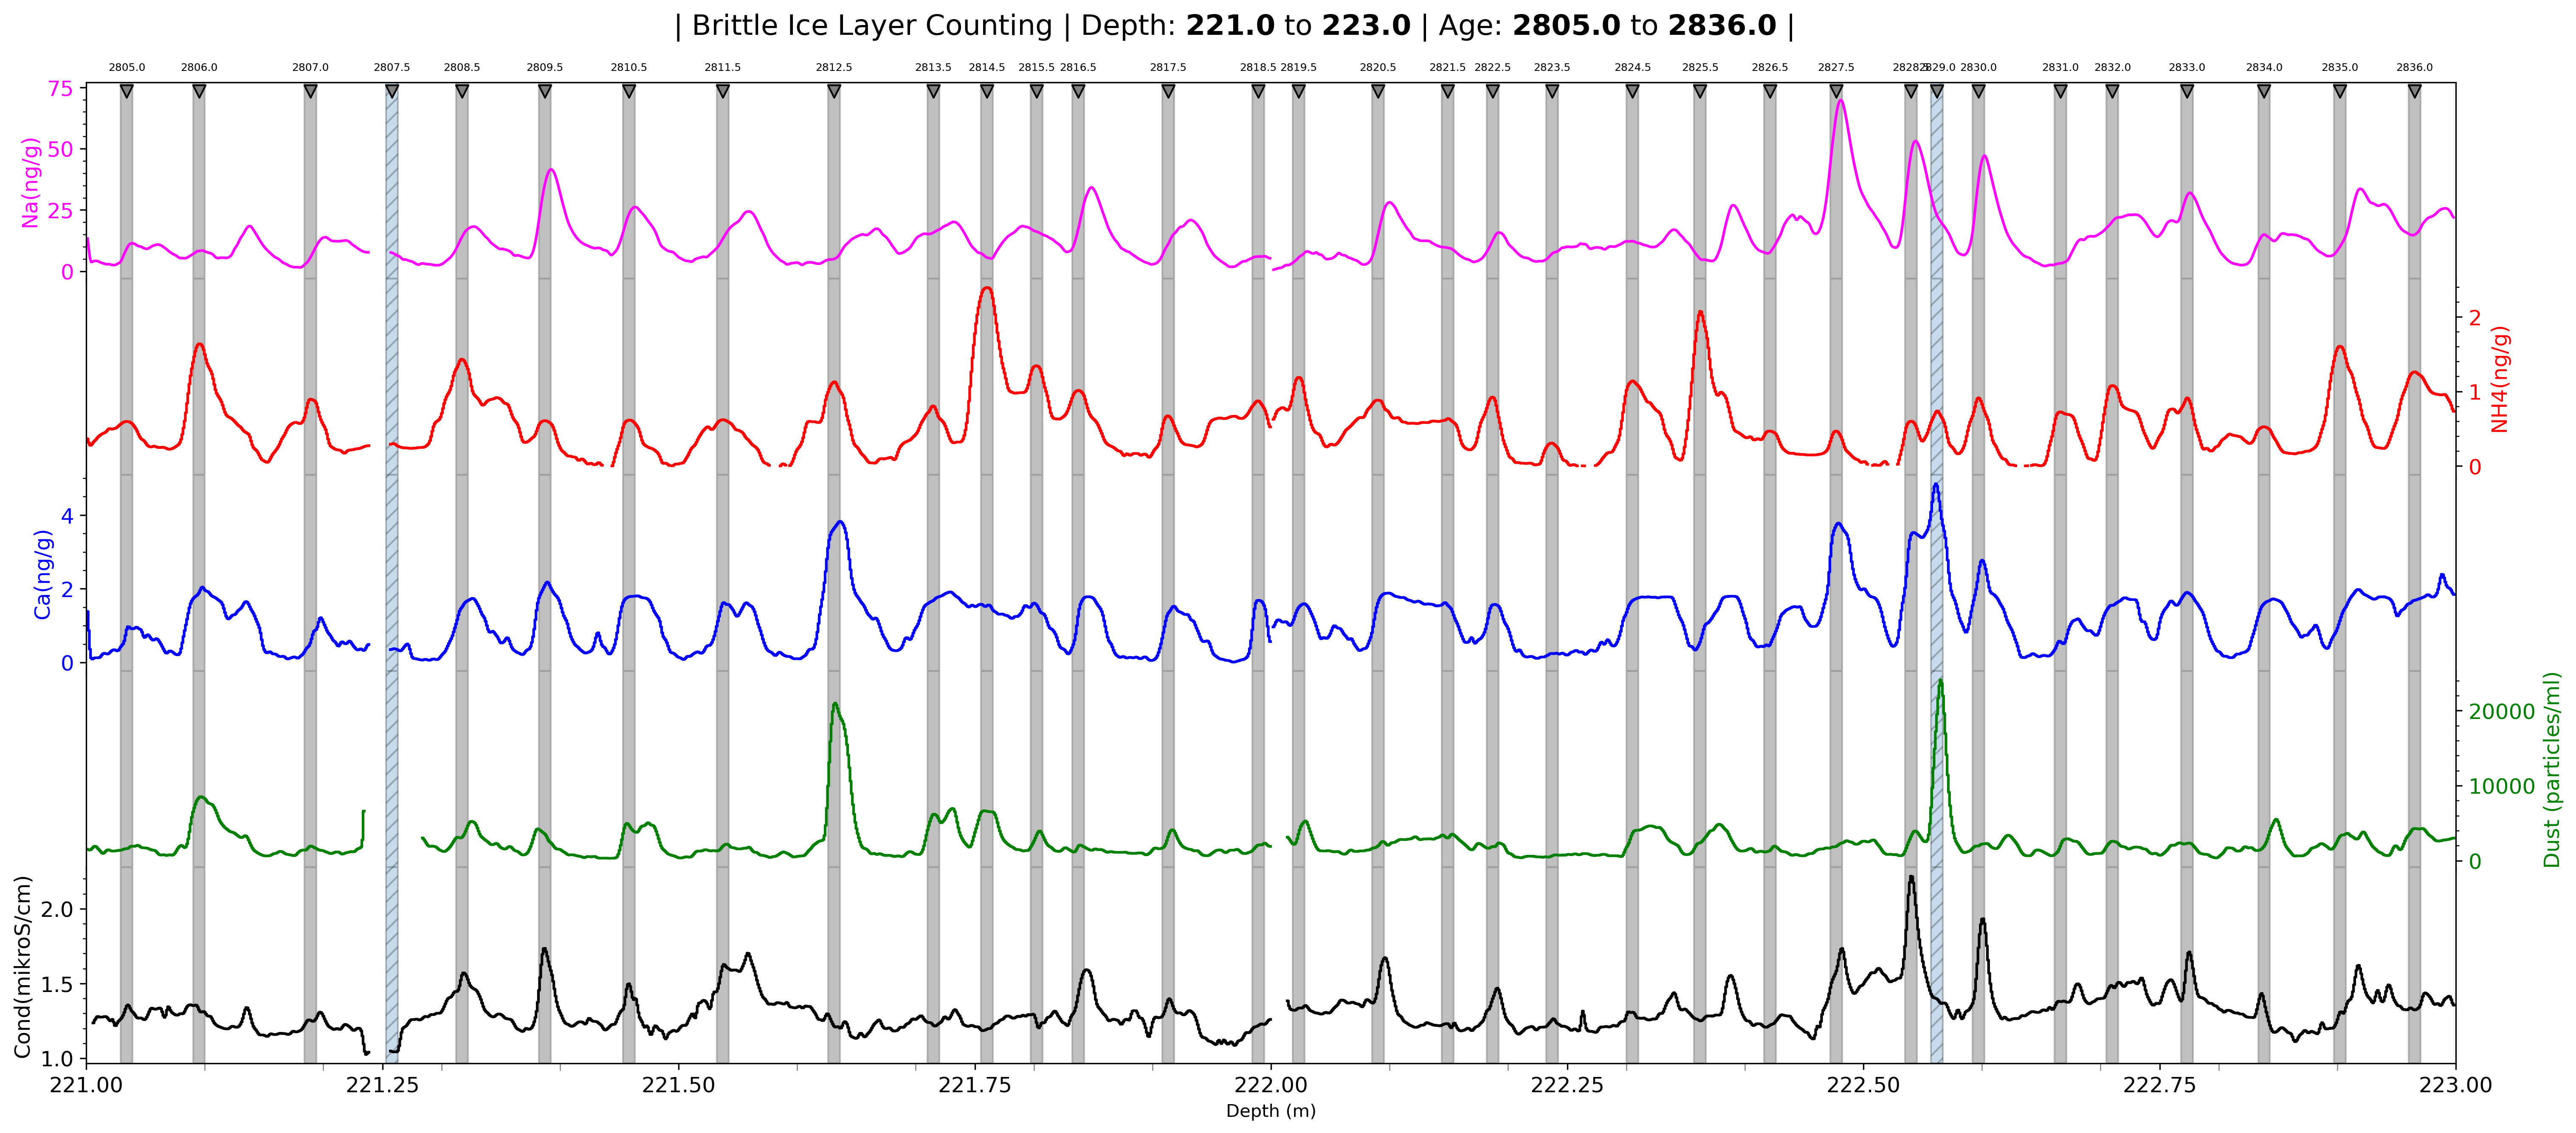 | Brittle Ice Layer Counting | Depth: 221.0 to 223.0 | Age: 2805.0 to 2836.0 |
2805.0 2806.0 2807.0 2807.5 2808.5 2809.5 2810.5 2811.5 2812.5 2813.5 2814.5 2815.5 2816.5 2817.5 2818.5 2819.5 2820.5 2821.5 2822.5 2823.5 2824.5 2825.5 2826.5 2827.5 2828.5 2829.0 2830.0 2831.0 2832.0 2833.0 2834.0 2835.0 2836.0
75
50
25
0
Na(ng/g)
2
1
0
NH4(ng/g)
4
2
0
Ca(ng/g)
20000
10000
0
Dust (particles/ml)
2.0
1.5
1.0
Cond(mikroS/cm)
221.00 221.25 221.50 221.75 222.00 222.25 222.50 222.75 223.00
Depth (m)